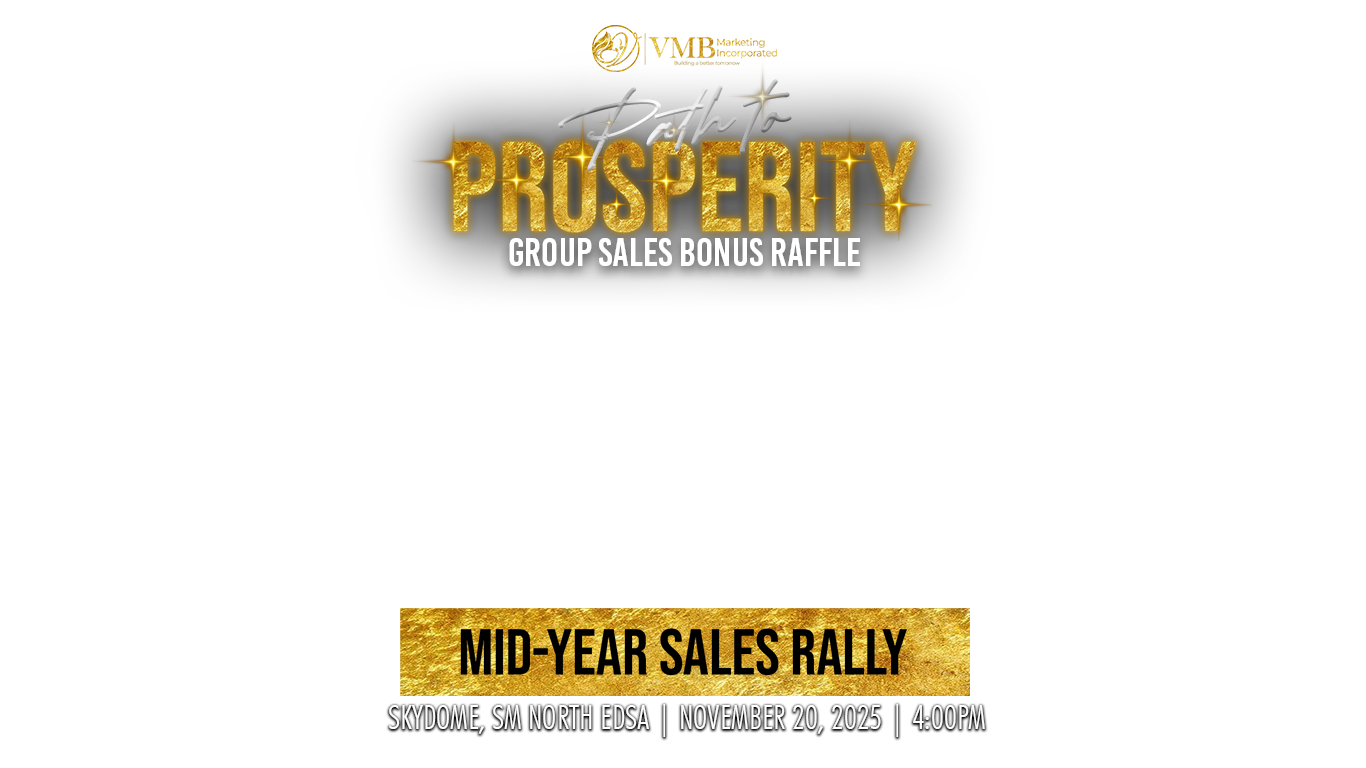 VMB Marketing
Incorporated
Building a better tomorrow
Path to
PROSPERITY
GROUP SALES BONUS RAFFLE
MID-YEAR SALES RALLY
SKYDOME, SM NORTH EDSA | NOVEMBER 20, 2025 | 4:00PM